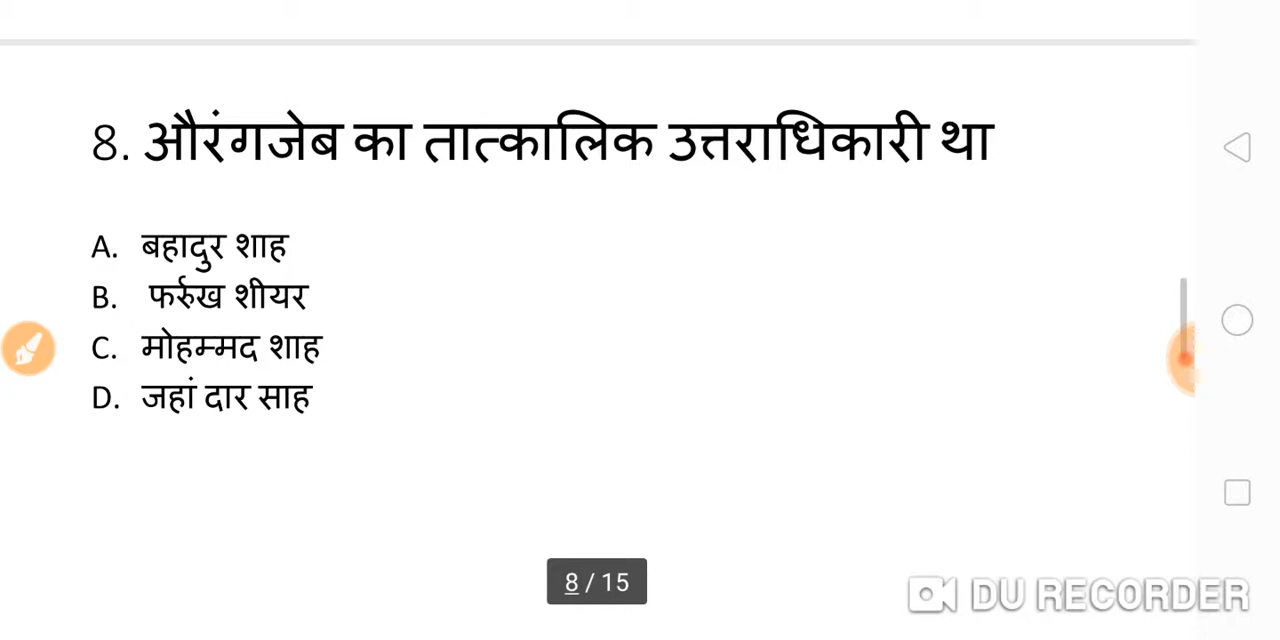 8. औरंगजेब का तात्कालिक उत्तराधिकारी था
A. बहादुर शाह
B. फर्रुख शीयर
C. मोहम्मद शाह
D. जहां दार साह
8 / 15
DU RECORDER